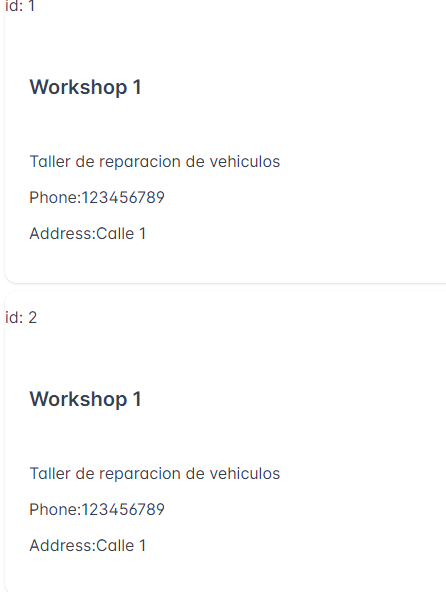 id: 1
Workshop 1
Taller de reparacion de vehiculos
Phone:123456789
Address:Calle 1
id: 2
Workshop 1
Taller de reparacion de vehiculos
Phone:123456789
Address:Calle 1